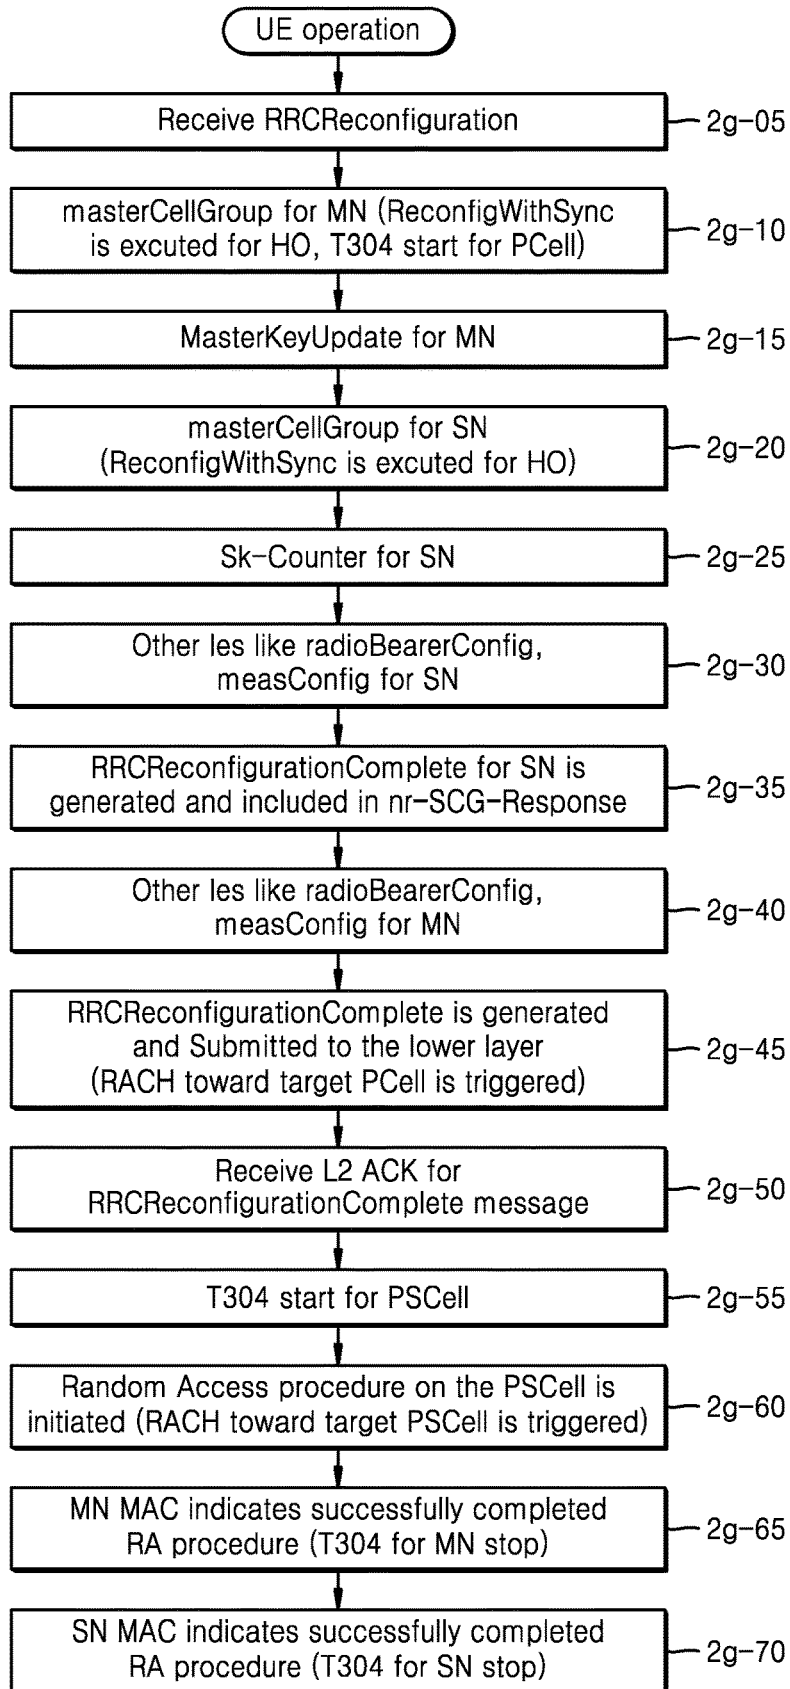 UE operation
Receive RRCReconfiguration
2g-05
masterCellGroup for MN (ReconfigWithSync
is excuted for HO, T304 start for PCell)
2g-10
MasterKeyUpdate for MN
2g-15
masterCellGroup for SN
(ReconfigWithSync is excuted for HO)
2g-20
Sk-Counter for SN
2g-25
Other Ies like radioBearerConfig,
measConfig for SN
2g-30
RRCReconfigurationComplete for SN is
generated and included in nr-SCG-Response
2g-35
Other Ies like radioBearerConfig,
measConfig for MN
2g-40
RRCReconfigurationComplete is generated
and Submitted to the lower layer
(RACH toward target PCell is triggered)
2g-45
Receive L2 ACK for
RRCReconfigurationComplete message
2g-50
T304 start for PSCell
2g-55
Random Access procedure on the PSCell is
initiated (RACH toward target PSCell is triggered)
2g-60
MN MAC indicates successfully completed
RA procedure (T304 for MN stop)
2g-65
SN MAC indicates successfully completed
RA procedure (T304 for SN stop)
2g-70